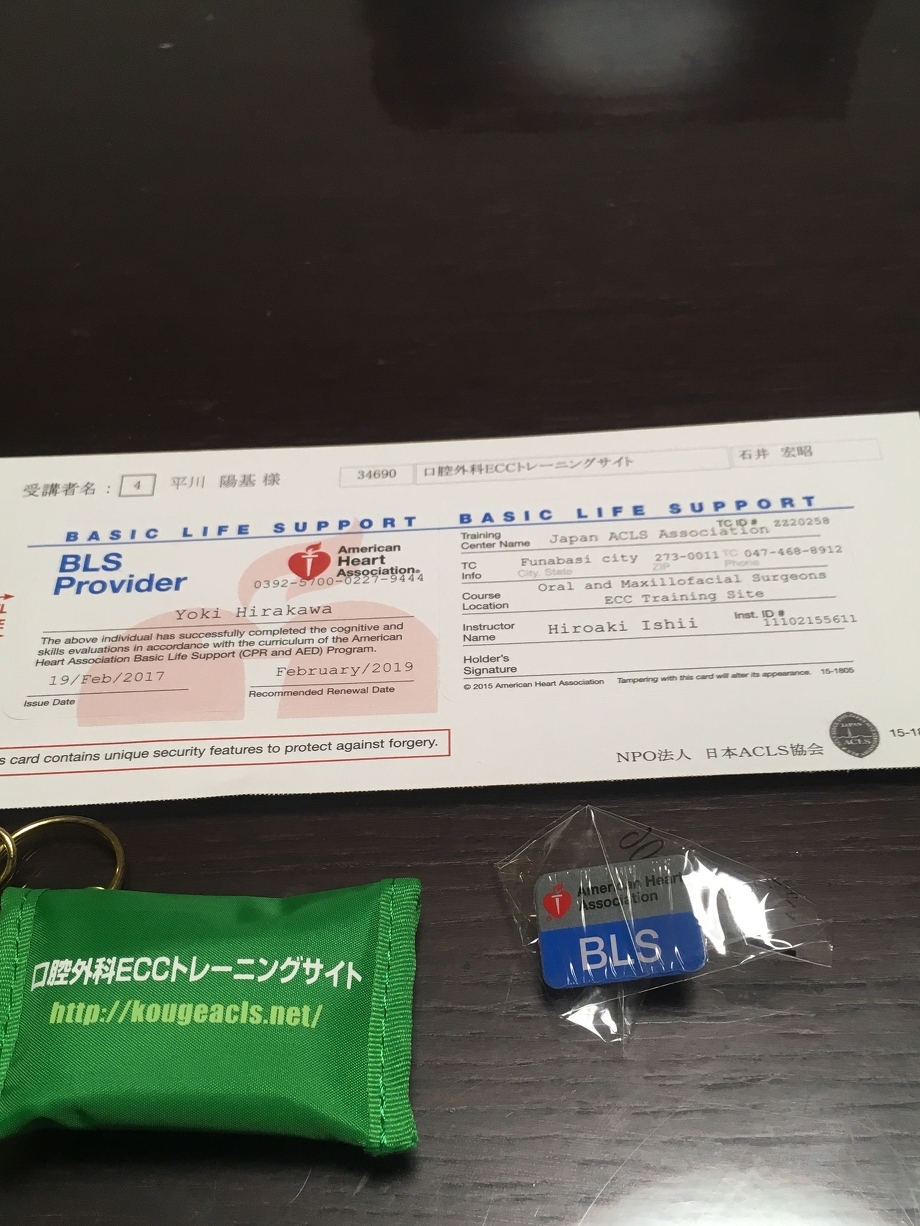 受講者名： 4 平川 陽基 様 34690 口腔外科ECCトレーニングサイト 石井 宏昭
BASIC LIFE SUPPORT
BLS
Provider
American
Heart
Association®
0392-5700-0227-9444
Yoki Hirakawa
The above individual has successfully completed the cognitive and
skills evaluations in accordance with the curriculum of the American
Heart Association Basic Life Support (CPR and AED) Program.
19/Feb/2017 February/2019
Issue Date Recommended Renewal Date
BASIC LIFE SUPPORT
Training
Center Name Japan ACLS Association TC ID # ZZ20258
TC
Info Funabasi city 273-0011 TC 047-468-8912
City, State ZIP Phone
Course
Location Oral and Maxillofacial Surgeons
ECC Training Site
Instructor
Name Hiroaki Ishii Inst. ID # 11102155611
Holder's
Signature
© 2015 American Heart Association Tampering with this card will alter its appearance. 15-1805
s card contains unique security features to protect against forgery.
NPO法人 日本ACLS協会
JAPAN
ACLS
15-18
口腔外科ECCトレーニングサイト
http://kougeacls.net/
American Heart
Association
BLS